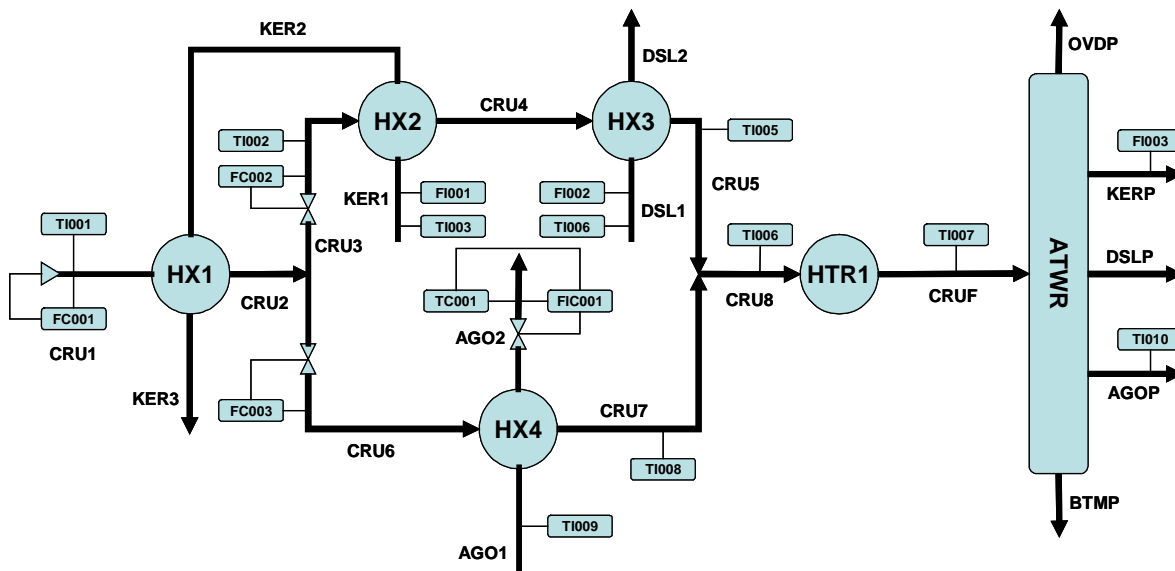 KER2
OVDP
DSL2
CRU4
HX2
HX3
TI002
TI005
FI003
FC002
KER1
FI001
FI002
CRU5
KERP
TI003
TI006
DSL1
TI001
CRU3
TI006
TI007
HX1
HTR1
ATWR
DSLP
CRU2
CRU8
CRUF
FC001
TC001
FIC001
CRU1
AGO2
TI010
AGOP
KER3
FC003
HX4
CRU7
CRU6
TI008
BTMP
TI009
AGO1